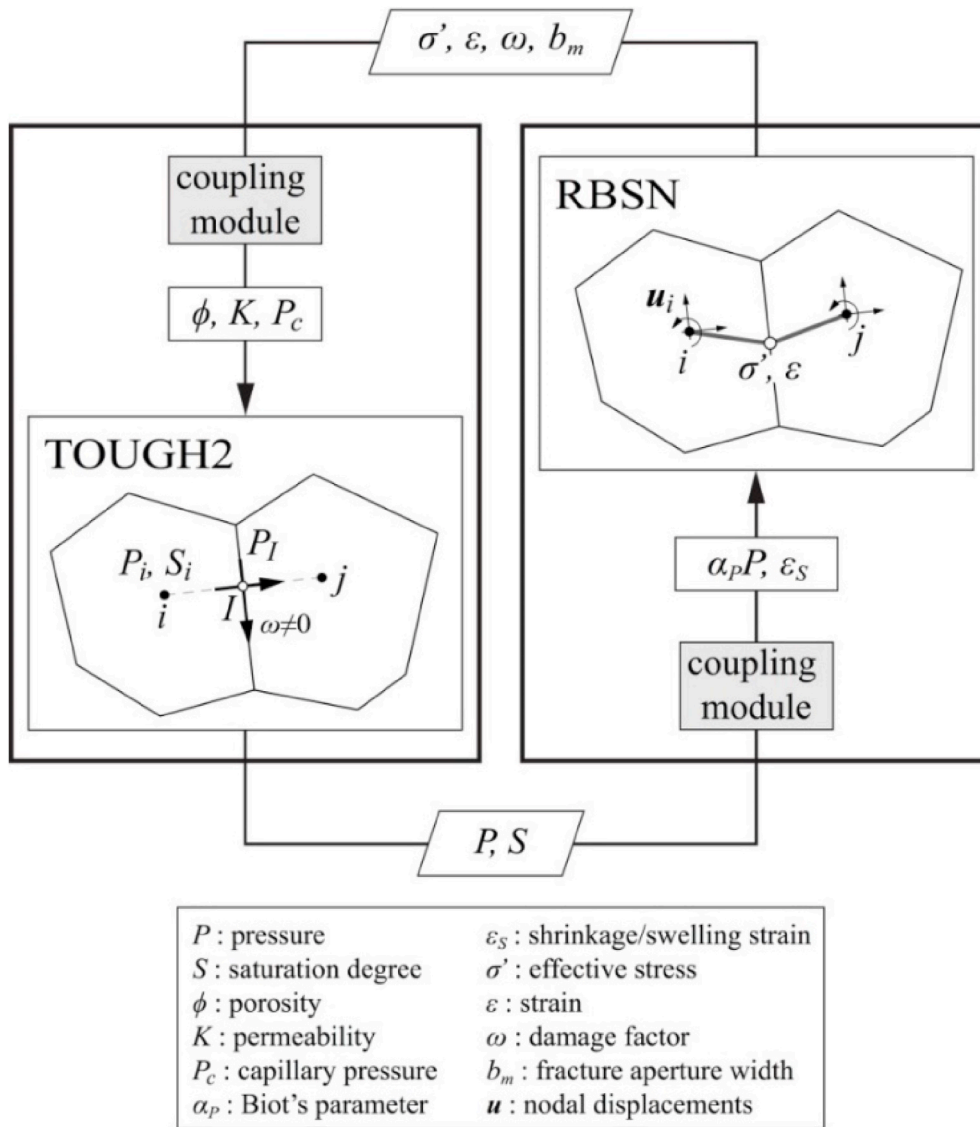 σ’, ε, ω, b_m
coupling
module
ϕ, K, P_c
TOUGH2
P_i, S_i
i
P_I
I
j
ω≠0
RBSN
u_i
i
j
σ’, ε
α_P P, ε_S
coupling
module
P, S
P : pressure
S : saturation degree
ϕ : porosity
K : permeability
P_c : capillary pressure
α_P : Biot’s parameter
ε_S : shrinkage/swelling strain
σ’ : effective stress
ε : strain
ω : damage factor
b_m : fracture aperture width
u : nodal displacements